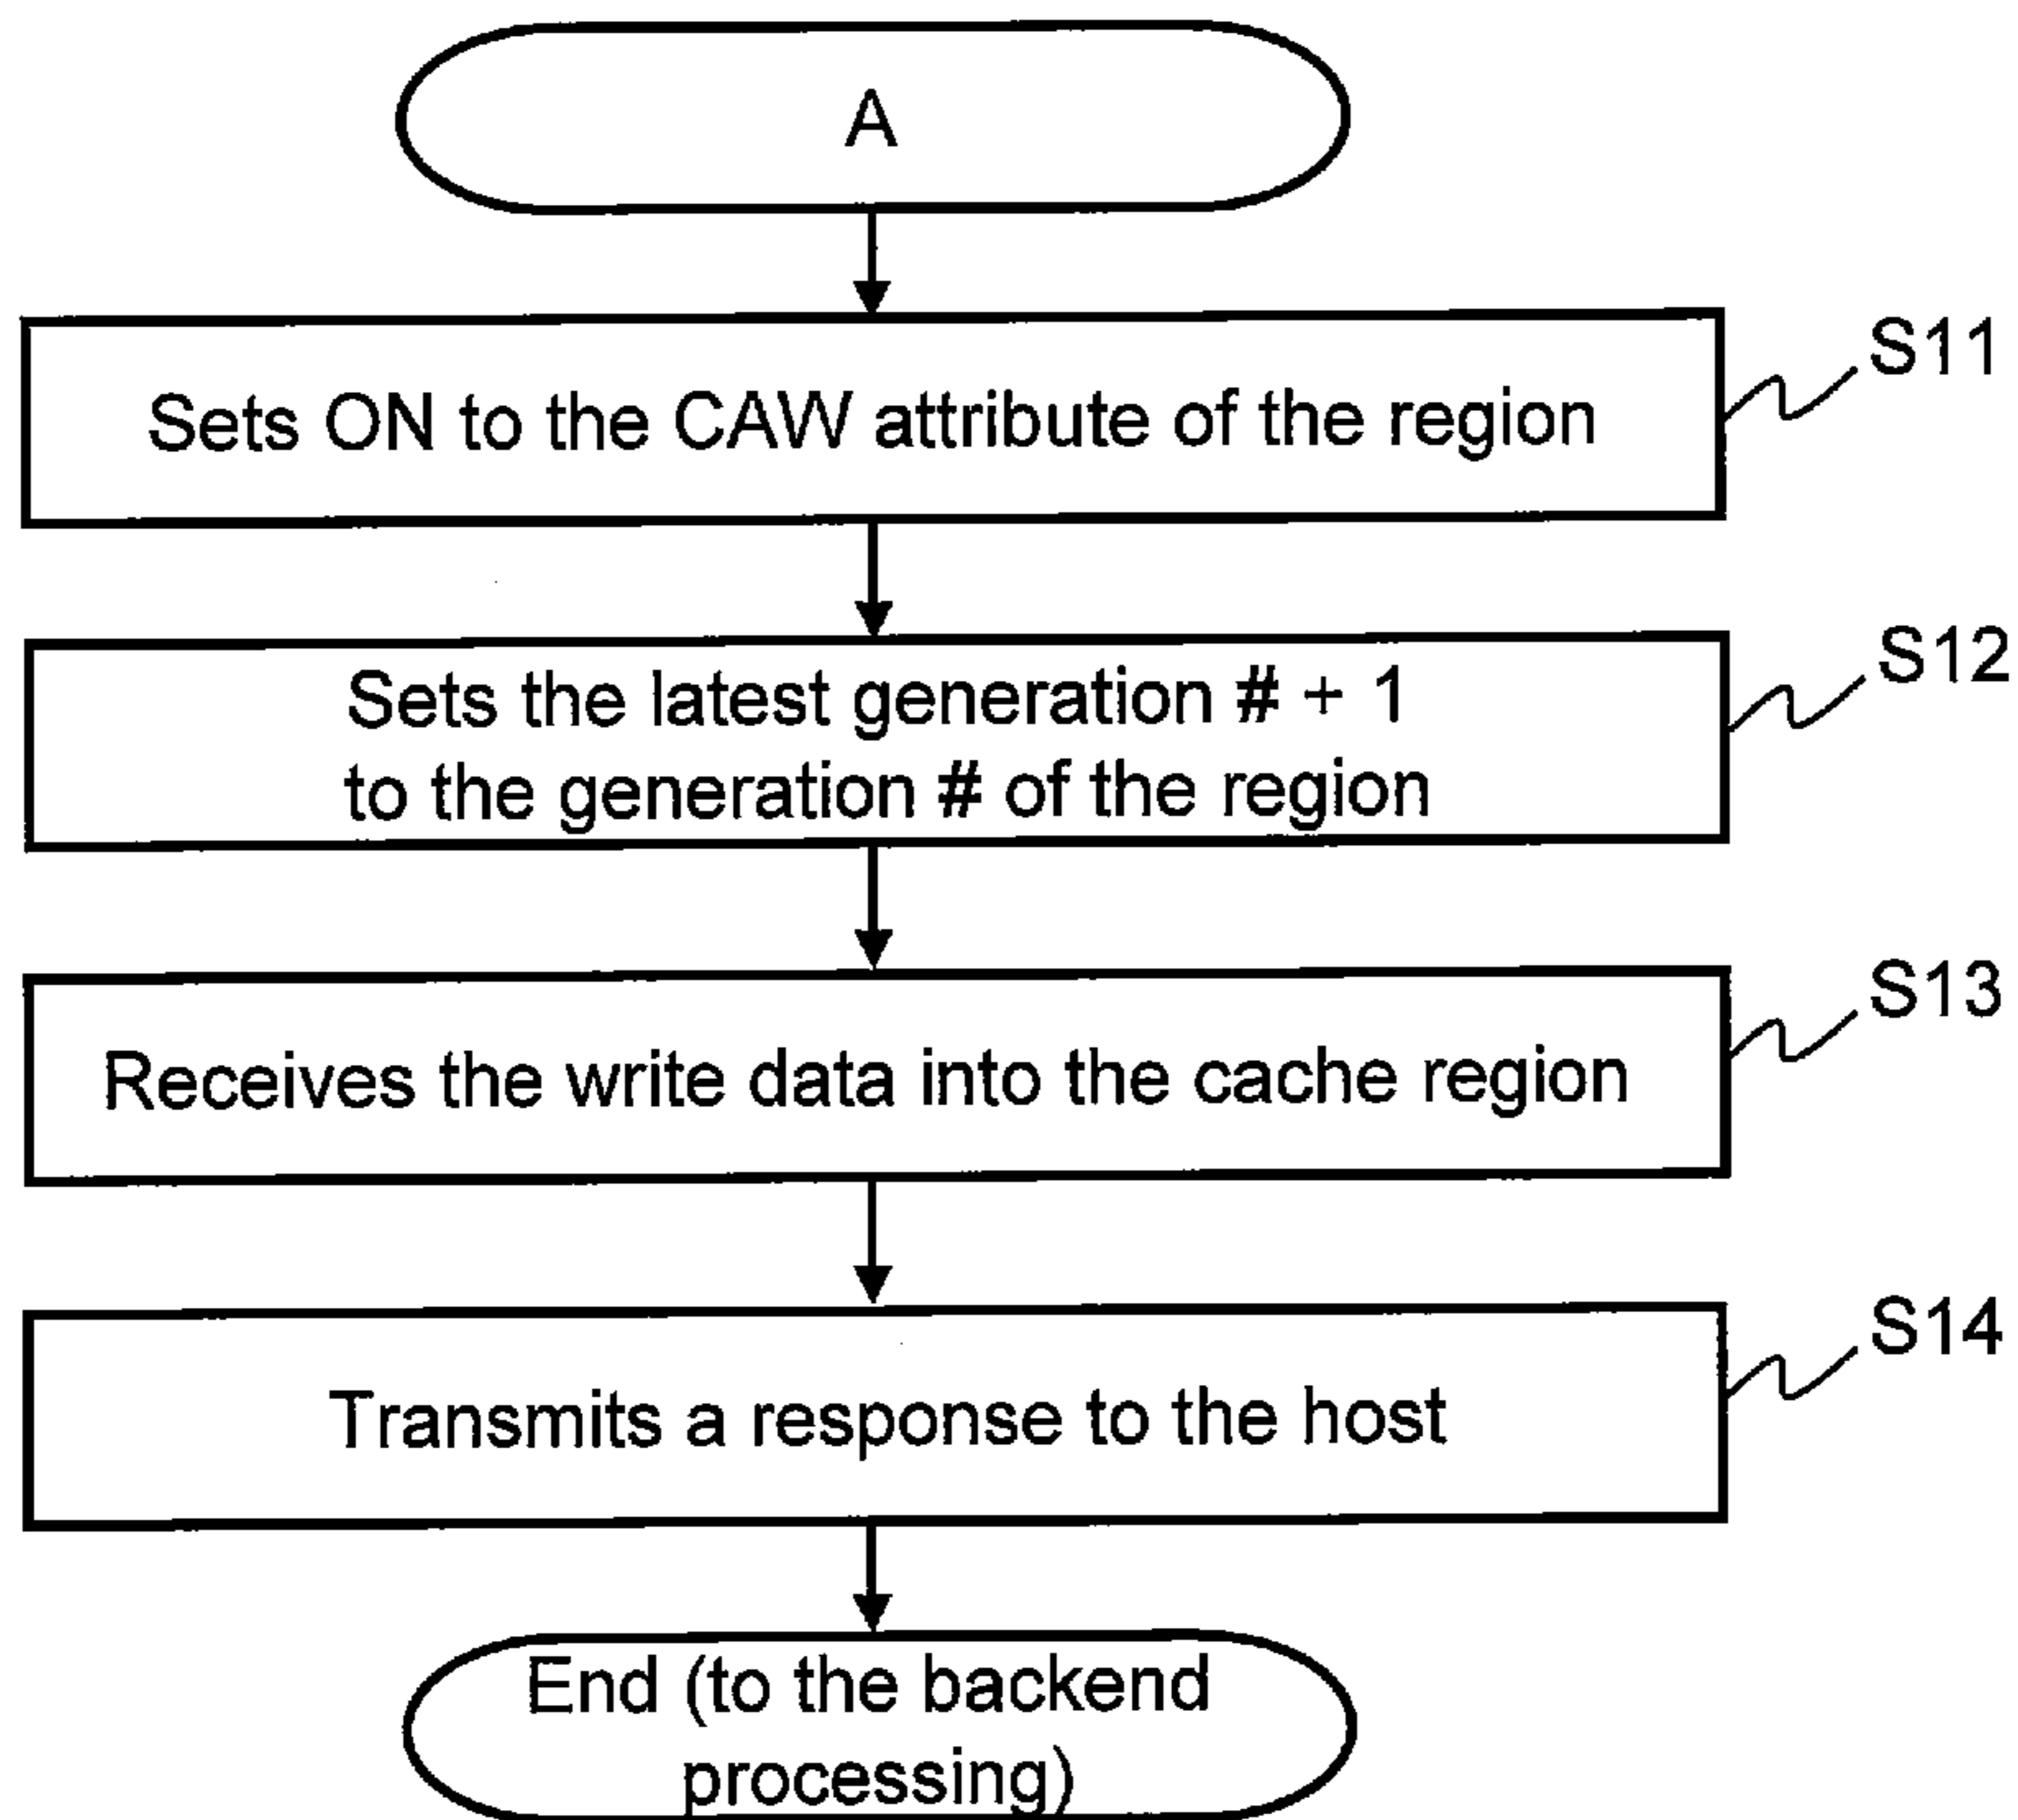 A
S11
Sets ON to the CAW attribute of the region
S12
Sets the latest generation # + 1
to the generation # of the region
S13
Receives the write data into the cache region
S14
Transmits a response to the host
End (to the backend
processing)